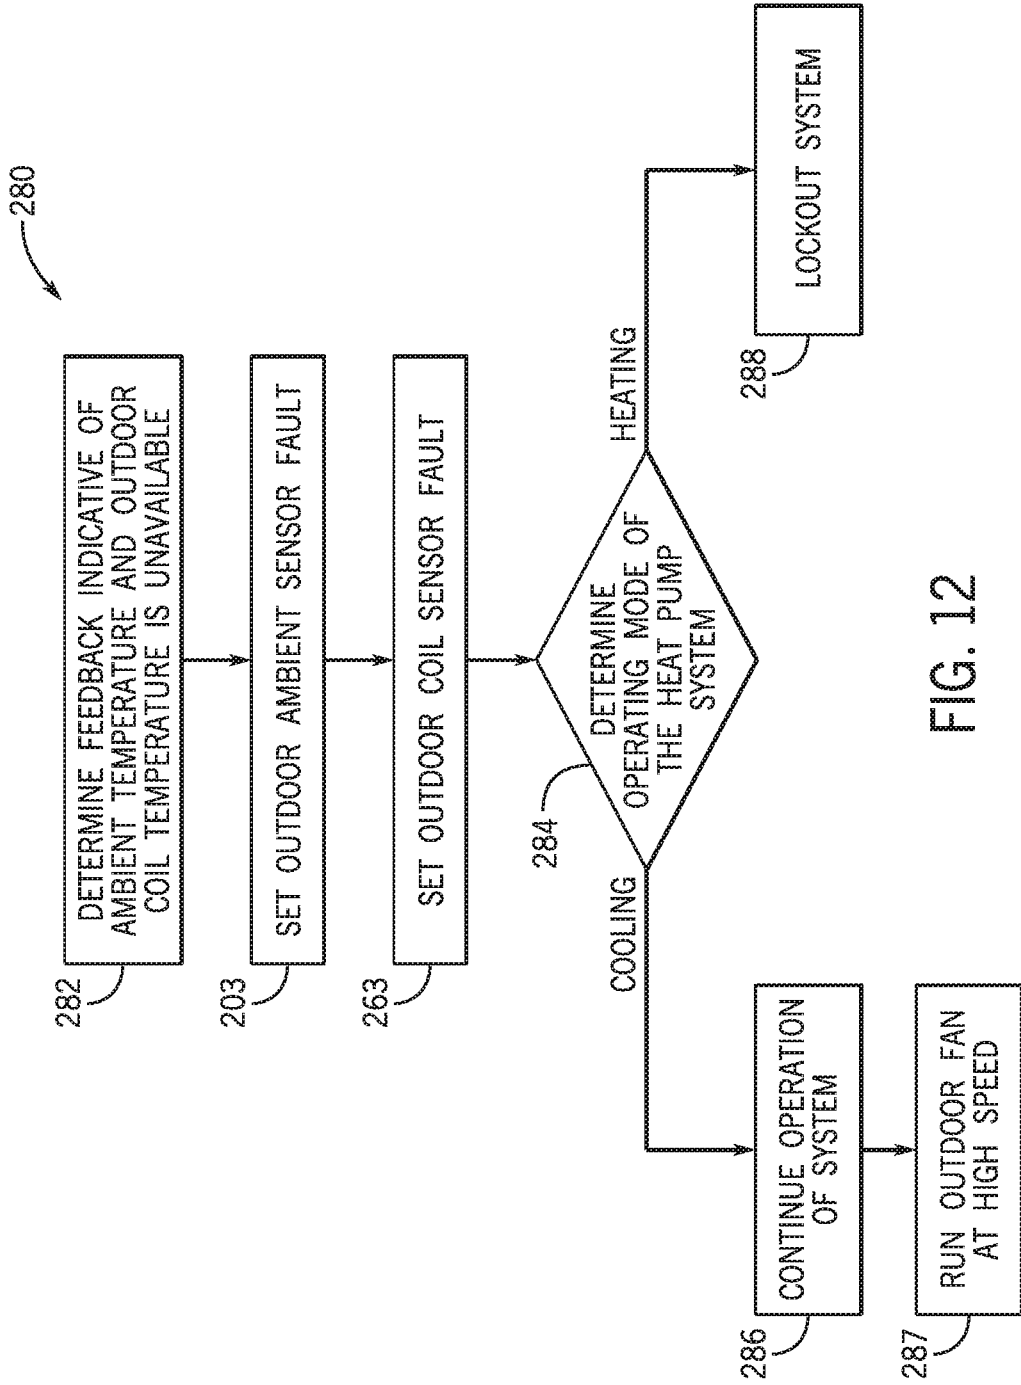 280
DETERMINE FEEDBACK INDICATIVE OF
AMBIENT TEMPERATURE AND OUTDOOR
COIL TEMPERATURE IS UNAVAILABLE
282
SET OUTDOOR AMBIENT SENSOR FAULT
203
SET OUTDOOR COIL SENSOR FAULT
263
DETERMINE
OPERATING MODE OF
THE HEAT PUMP
SYSTEM
284
COOLING
HEATING
CONTINUE OPERATION
OF SYSTEM
286
RUN OUTDOOR FAN
AT HIGH SPEED
287
LOCKOUT SYSTEM
288
FIG. 12